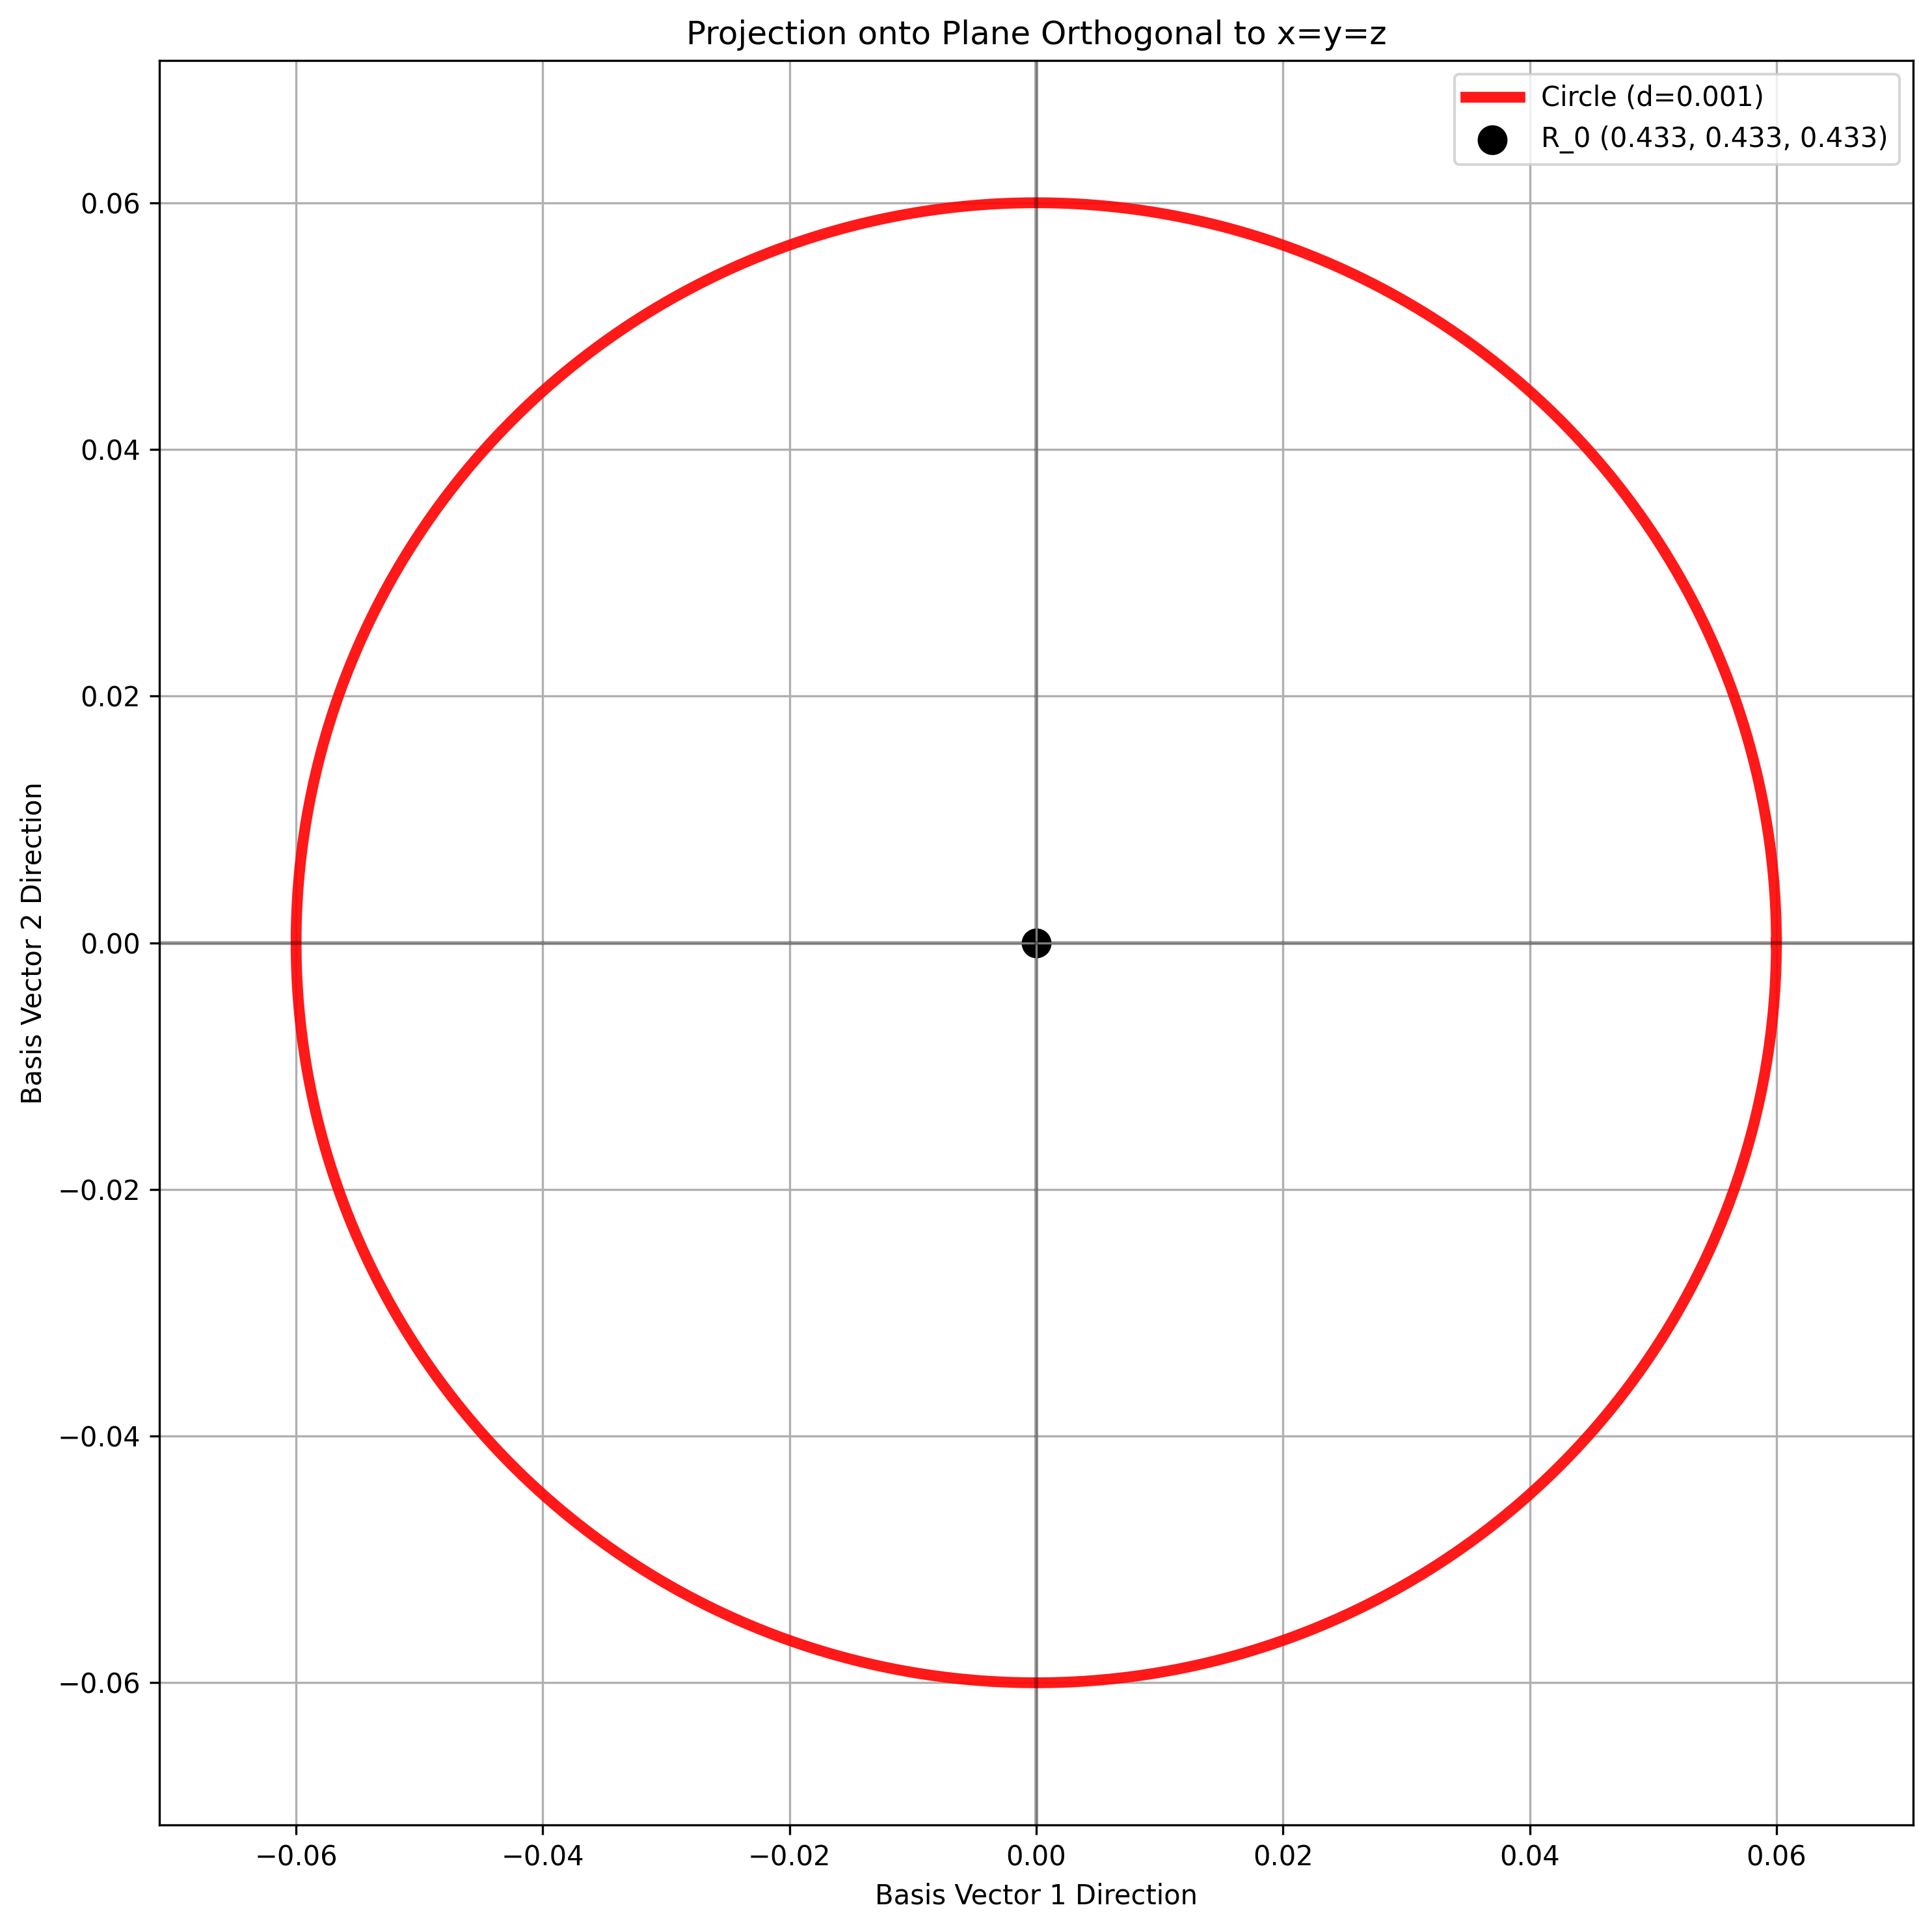 Projection onto Plane Orthogonal to x=y=z
Circle (d=0.001)
R_0 (0.433, 0.433, 0.433)
Basis Vector 2 Direction
0.06
0.04
0.02
0.00
−0.02
−0.04
−0.06
−0.06
−0.04
−0.02
0.00
0.02
0.04
0.06
Basis Vector 1 Direction